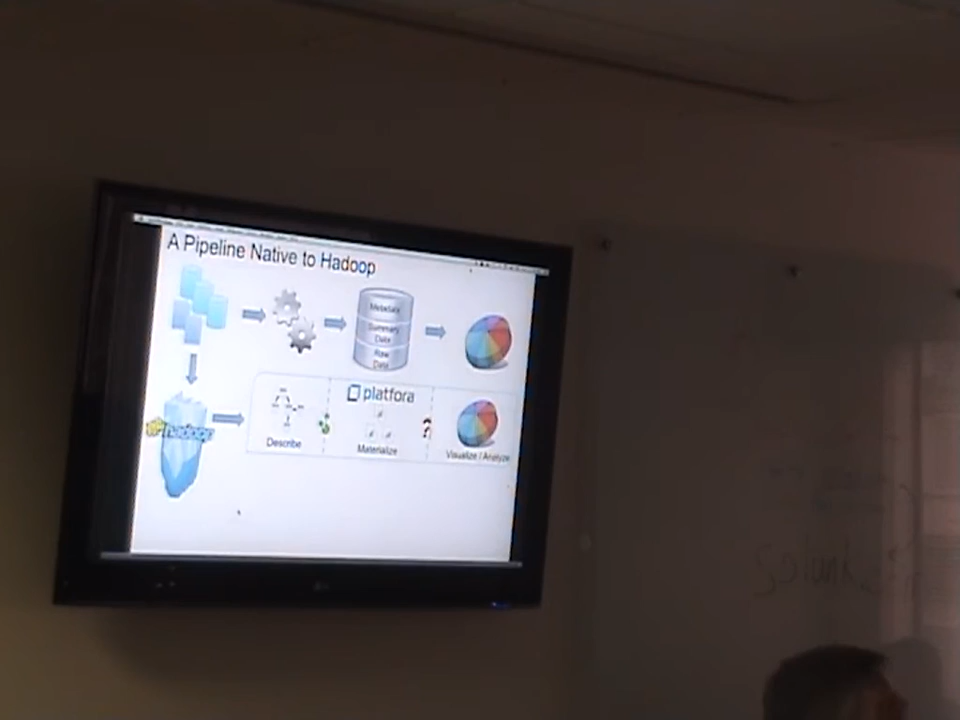 A Pipeline Native to Hadoop
Metadata
Summary
Data
Raw
Data
hadoop
platfora
Describe
Materialize
Visualize / Analyze